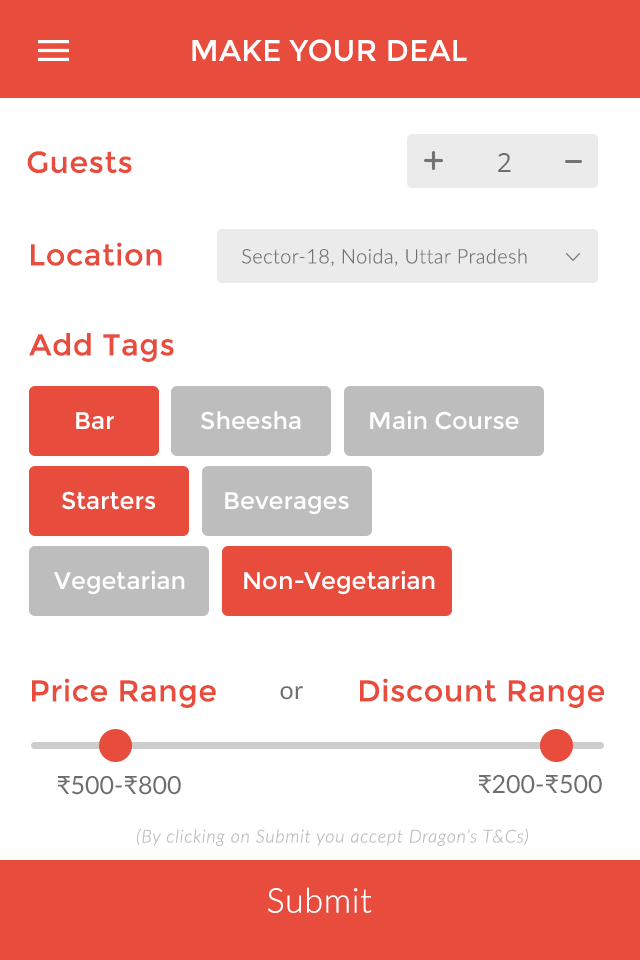 MAKE YOUR DEAL
Guests + 2 −
Location Sector-18, Noida, Uttar Pradesh
Add Tags
Bar Sheesha Main Course
Starters Beverages
Vegetarian Non-Vegetarian
Price Range or Discount Range
₹500-₹800 ₹200-₹500
(By clicking on Submit you accept Dragon's T&Cs)
Submit